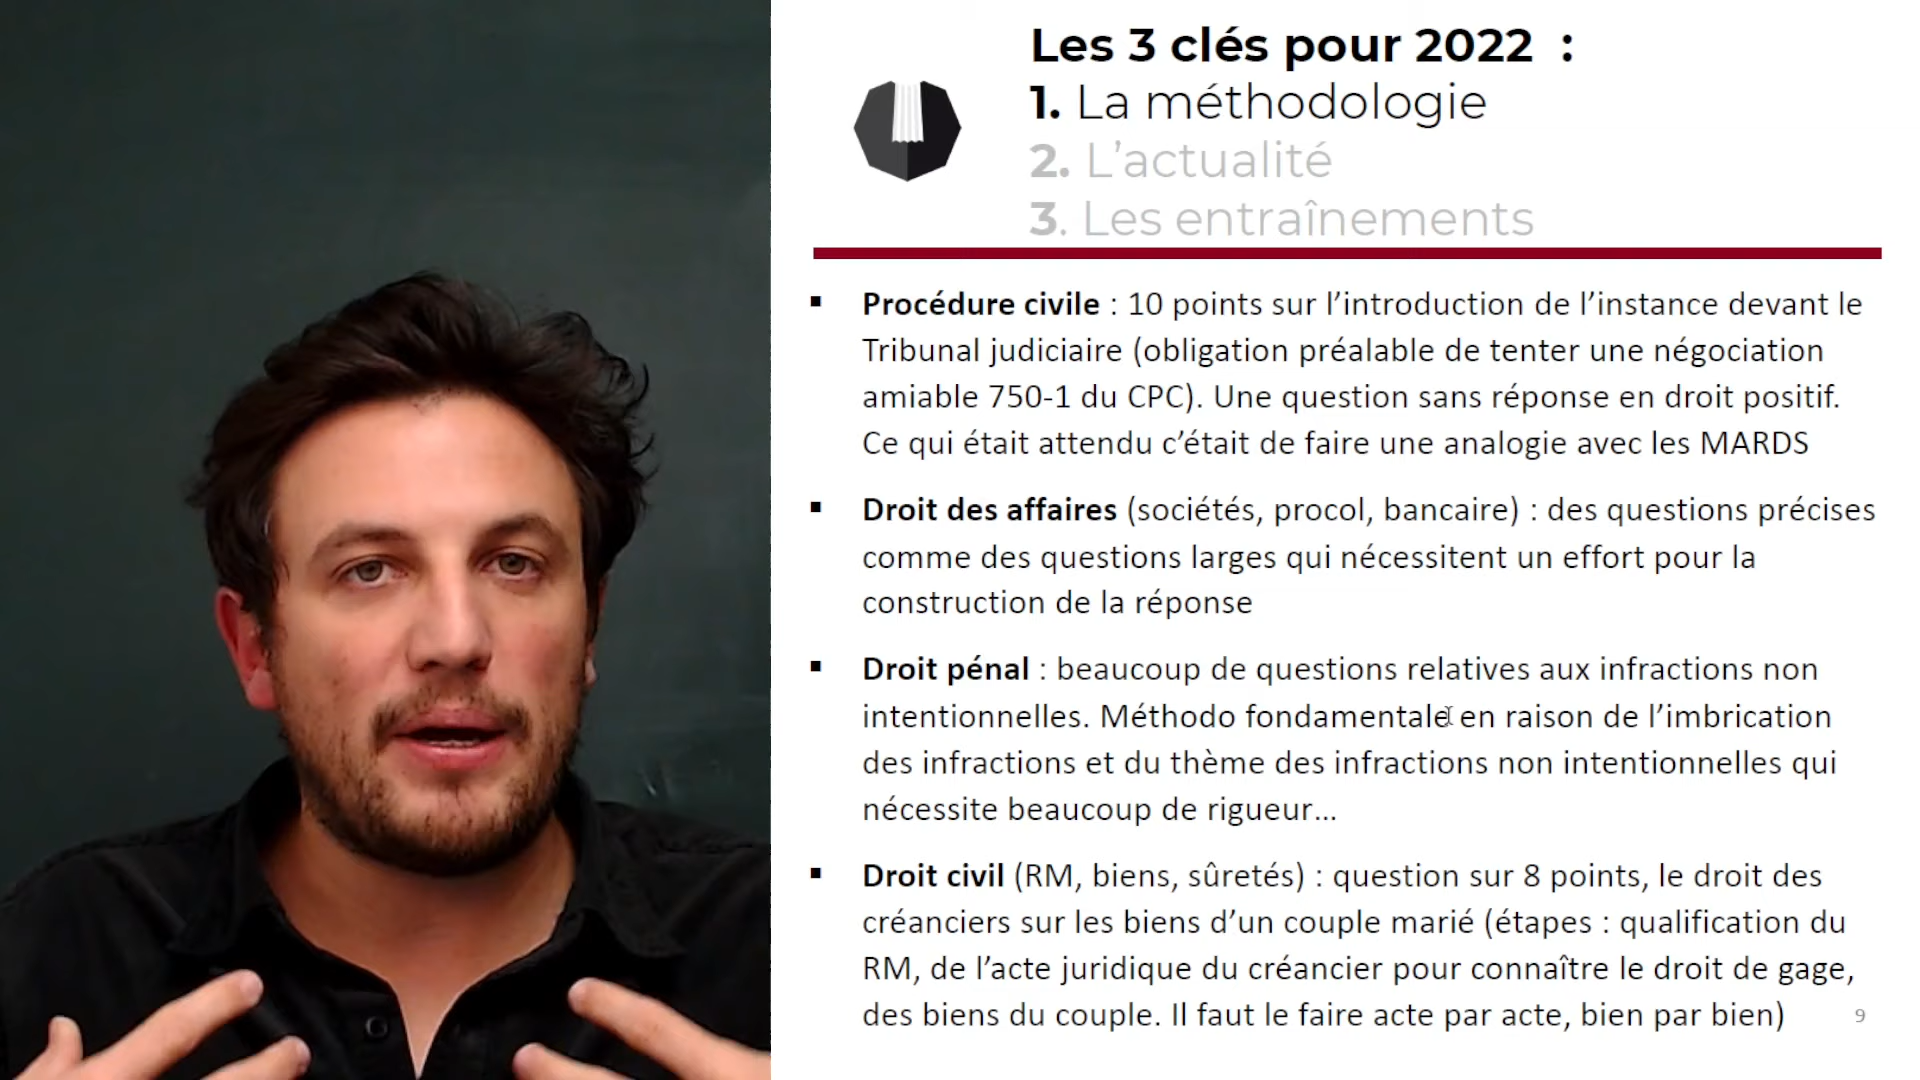 Les 3 clés pour 2022 :
1. La méthodologie
2. L’actualité
3. Les entraînements
▪ Procédure civile : 10 points sur l’introduction de l’instance devant le
Tribunal judiciaire (obligation préalable de tenter une négociation
amiable 750-1 du CPC). Une question sans réponse en droit positif.
Ce qui était attendu c’était de faire une analogie avec les MARDS
▪ Droit des affaires (sociétés, procol, bancaire) : des questions précises
comme des questions larges qui nécessitent un effort pour la
construction de la réponse
▪ Droit pénal : beaucoup de questions relatives aux infractions non
intentionnelles. Méthodo fondamentale en raison de l’imbrication
des infractions et du thème des infractions non intentionnelles qui
nécessite beaucoup de rigueur…
▪ Droit civil (RM, biens, sûretés) : question sur 8 points, le droit des
créanciers sur les biens d’un couple marié (étapes : qualification du
RM, de l’acte juridique du créancier pour connaître le droit de gage,
des biens du couple. Il faut le faire acte par acte, bien par bien)
9